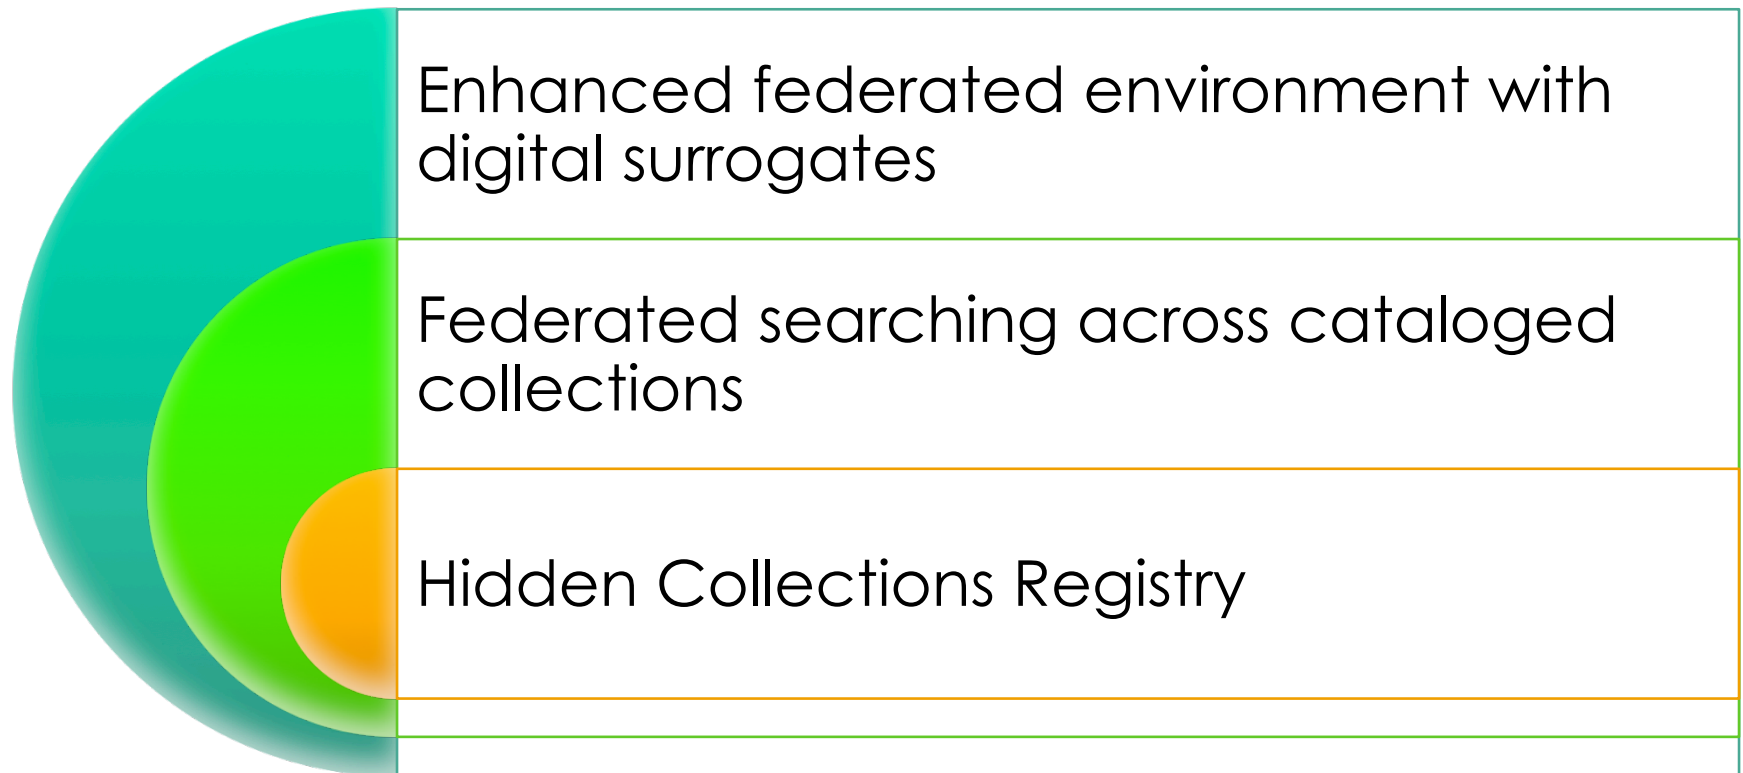 Enhanced federated environment with
digital surrogates
Federated searching across cataloged
collections
Hidden Collections Registry